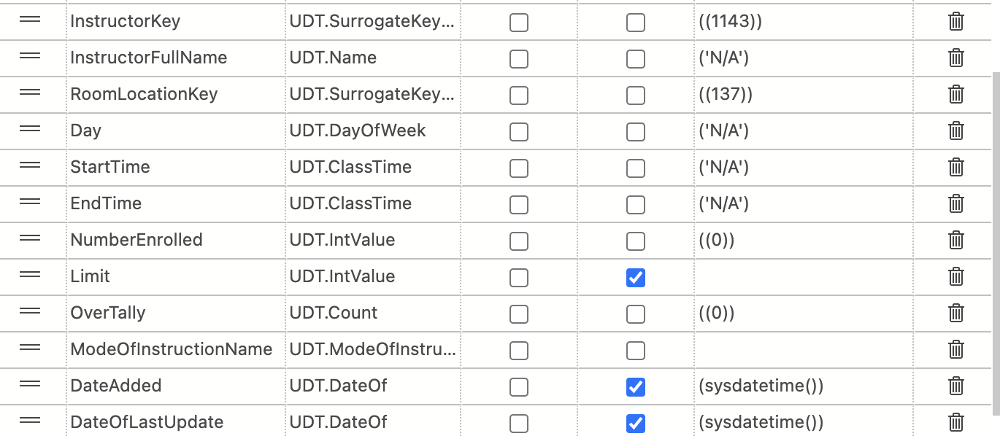 InstructorKey UDT.SurrogateKey... ((1143))
InstructorFullName UDT.Name ('N/A')
RoomLocationKey UDT.SurrogateKey... ((137))
Day UDT.DayOfWeek ('N/A')
StartTime UDT.ClassTime ('N/A')
EndTime UDT.ClassTime ('N/A')
NumberEnrolled UDT.IntValue ((0))
Limit UDT.IntValue
OverTally UDT.Count ((0))
ModeOfInstructionName UDT.ModeOfInstru...
DateAdded UDT.DateOf (sysdatetime())
DateOfLastUpdate UDT.DateOf (sysdatetime())